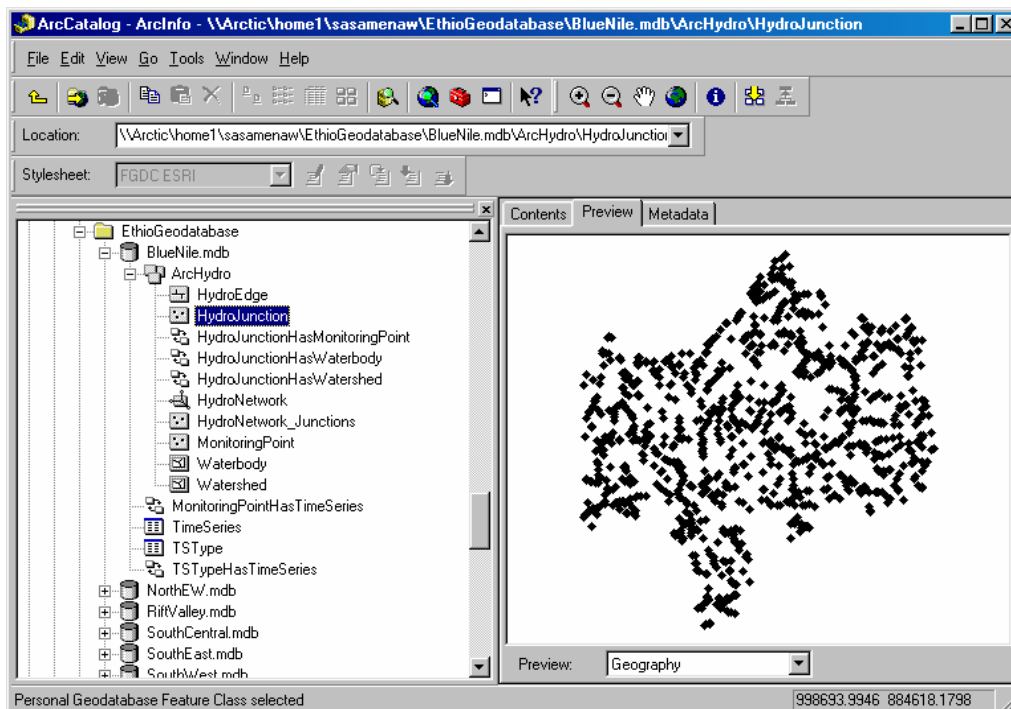 ArcCatalog - ArcInfo - \\Arctic\home1\sasamenaw\EthioGeodatabase\BlueNile.mdb\ArcHydro\HydroJunction
File Edit View Go Tools Window Help
Location: \\Arctic\home1\sasamenaw\EthioGeodatabase\BlueNile.mdb\ArcHydro\HydroJunction
Stylesheet: FGDC ESRI
Contents Preview Metadata
EthioGeodatabase
BlueNile.mdb
ArcHydro
HydroEdge
HydroJunction
HydroJunctionHasMonitoringPoint
HydroJunctionHasWaterbody
HydroJunctionHasWatershed
HydroNetwork
HydroNetwork_Junctions
MonitoringPoint
Waterbody
Watershed
MonitoringPointHasTimeSeries
TimeSeries
TSType
TSTypeHasTimeSeries
NorthEW.mdb
RiftValley.mdb
SouthCentral.mdb
SouthEast.mdb
SouthWest.mdb
Preview: Geography
Personal Geodatabase Feature Class selected
998693.9946 884618.1798